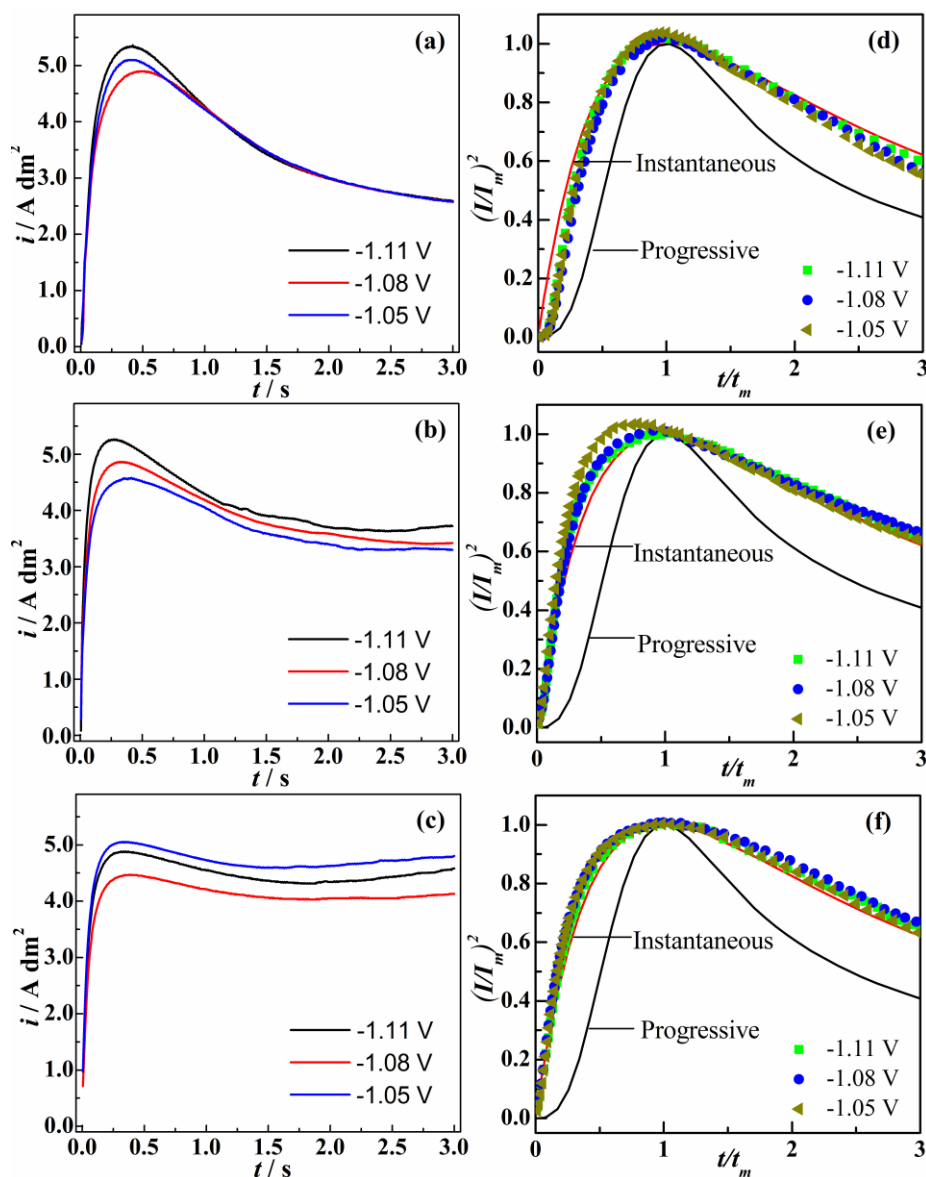 (a)
i / A dm²
5.0
4.0
3.0
2.0
1.0
0.0
-1.11 V
-1.08 V
-1.05 V
0.0 0.5 1.0 1.5 2.0 2.5 3.0
t / s
(d)
(I/Iₘ)²
1.0
0.8
0.6
0.4
0.2
0.0
Instantaneous
Progressive
-1.11 V
-1.08 V
-1.05 V
0 1 2 3
t/tₘ
(b)
i / A dm²
5.0
4.0
3.0
2.0
1.0
0.0
-1.11 V
-1.08 V
-1.05 V
0.0 0.5 1.0 1.5 2.0 2.5 3.0
t / s
(e)
(I/Iₘ)²
1.0
0.8
0.6
0.4
0.2
0.0
Instantaneous
Progressive
-1.11 V
-1.08 V
-1.05 V
0 1 2 3
t/tₘ
(c)
i / A dm²
5.0
4.0
3.0
2.0
1.0
0.0
-1.11 V
-1.08 V
-1.05 V
0.0 0.5 1.0 1.5 2.0 2.5 3.0
t / s
(f)
(I/Iₘ)²
1.0
0.8
0.6
0.4
0.2
0.0
Instantaneous
Progressive
-1.11 V
-1.08 V
-1.05 V
0 1 2 3
t/tₘ